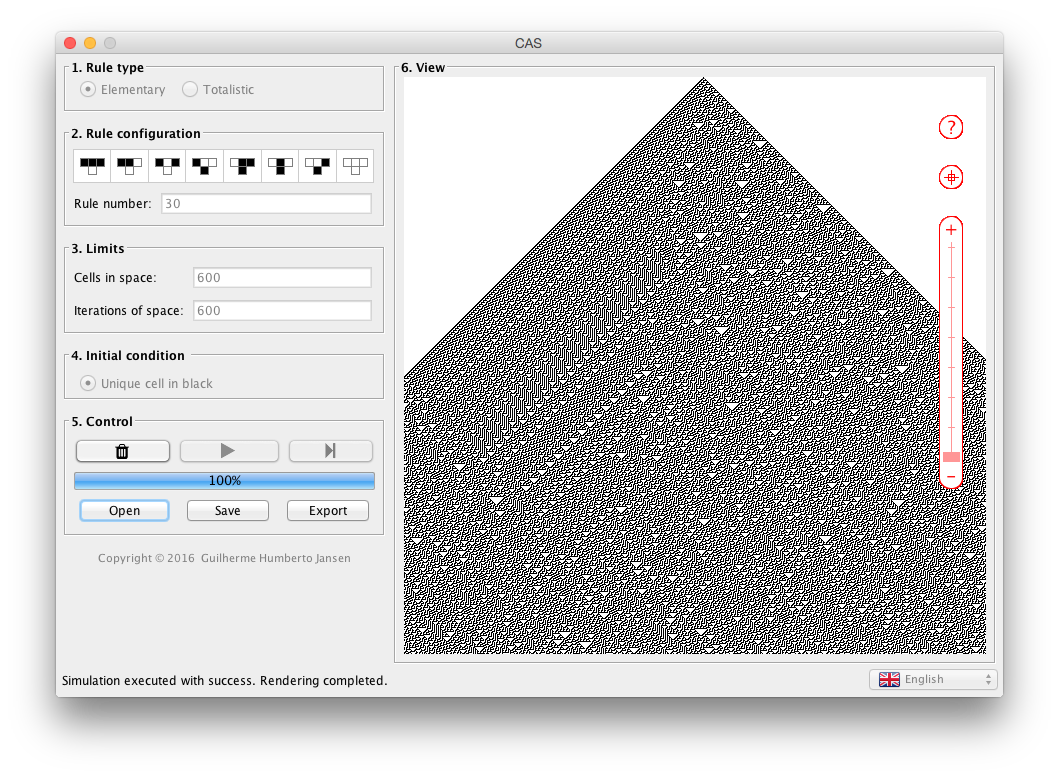 CAS
1. Rule type
Elementary
Totalistic
2. Rule configuration
Rule number:
30
3. Limits
Cells in space:
600
Iterations of space:
600
4. Initial condition
Unique cell in black
5. Control
100%
Open
Save
Export
Copyright © 2016 Guilherme Humberto Jansen
6. View
?
+
−
Simulation executed with success. Rendering completed.
English